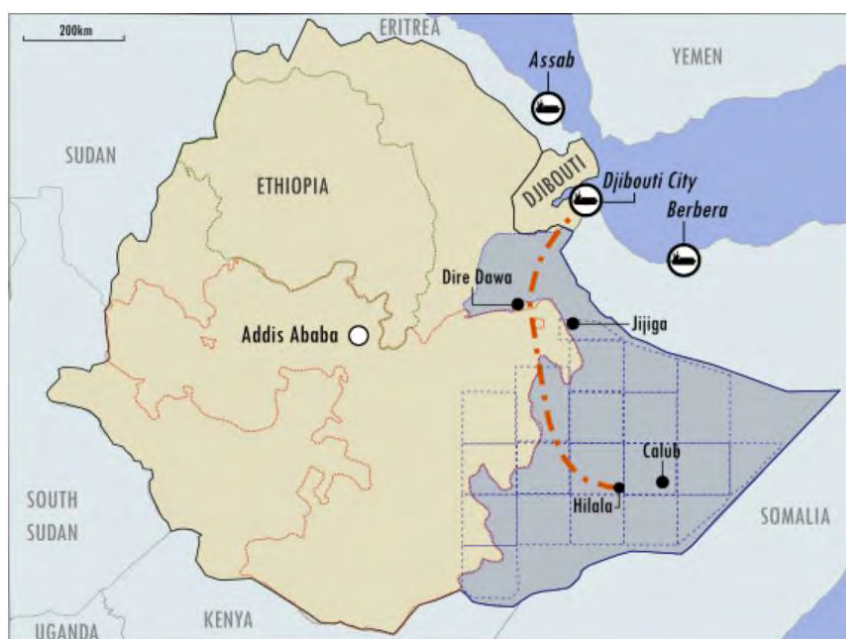 200km
ERITREA
Assab
YEMEN
SUDAN
ETHIOPIA
DJIBOUTI
Djibouti City
Berbera
Dire Dawa
Jijiga
Addis Ababa
Calub
Hilala
SOUTH
SUDAN
SOMALIA
KENYA
UGANDA